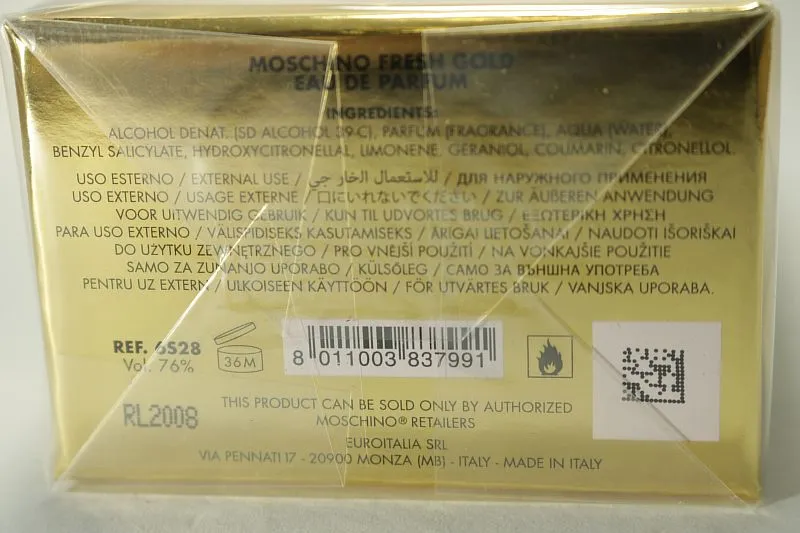 MOSCHINO FRESH GOLD
EAU DE PARFUM
INGREDIENTS:
ALCOHOL DENAT. (SD ALCOHOL 39-C), PARFUM (FRAGRANCE), AQUA (WATER),
BENZYL SALICYLATE, HYDROXYCITRONELLAL, LIMONENE, GERANIOL, COUMARIN, CITRONELLOL.
USO ESTERNO / EXTERNAL USE / للاستعمال الخارجي / ДЛЯ НАРУЖНОГО ПРИМЕНЕНИЯ
USO EXTERNO / USAGE EXTERNE / 口にいれないでください / ZUR ÄUßEREN ANWENDUNG
VOOR UITWENDIG GEBRUIK / KUN TIL UDVORTES BRUG / ΕΞΩΤΕΡΙΚΗ ΧΡΗΣΗ
PARA USO EXTERNO / VÄLISPIDISEKS KASUTAMISEKS / ĀRĪGAI LIETOŠANAI / NAUDOTI IŠORIŠKAI
DO UŻYTKU ZEWNĘTRZNEGO / PRO VNĚJŠÍ POUŽITÍ / NA VONKAJŠIE POUŽITIE
SAMO ZA ZUNANJO UPORABO / KÜLSŐLEG / САМО ЗА ВЪНШНА УПОТРЕБА
PENTRU UZ EXTERN / ULKOISEEN KÄYTTÖÖN / FÖR UTVÄRTES BRUK / VANJSKA UPORABA.
REF. 6S28
Vol. 76%
36M
8 011003 837991
RL2008
THIS PRODUCT CAN BE SOLD ONLY BY AUTHORIZED
MOSCHINO® RETAILERS
EUROITALIA SRL
VIA PENNATI 17 - 20900 MONZA (MB) - ITALY - MADE IN ITALY